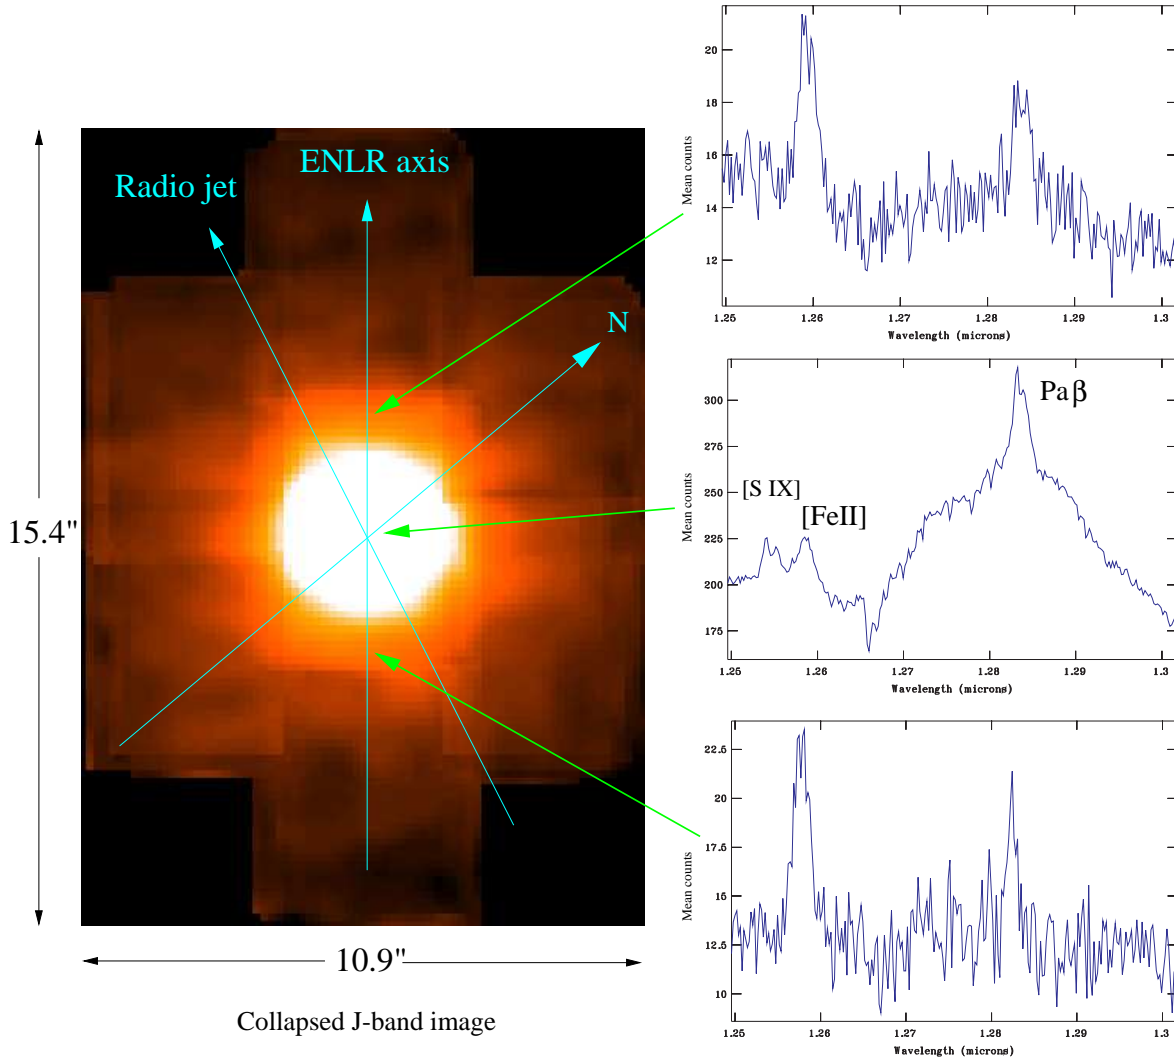 Radio jet
ENLR axis
N
15.4"
10.9"
Collapsed J-band image
20
18
16
14
12
Mean counts
1.25
1.26
1.27
1.28
1.29
1.3
Wavelength (microns)
300
275
250
225
200
175
Mean counts
[S IX]
[FeII]
Paβ
1.250
1.26
1.27
1.28
1.29
1.3
Wavelength (microns)
22.5
20
17.5
15
12.5
10
Mean counts
1.25
1.26
1.27
1.28
1.29
1.3
Wavelength (microns)